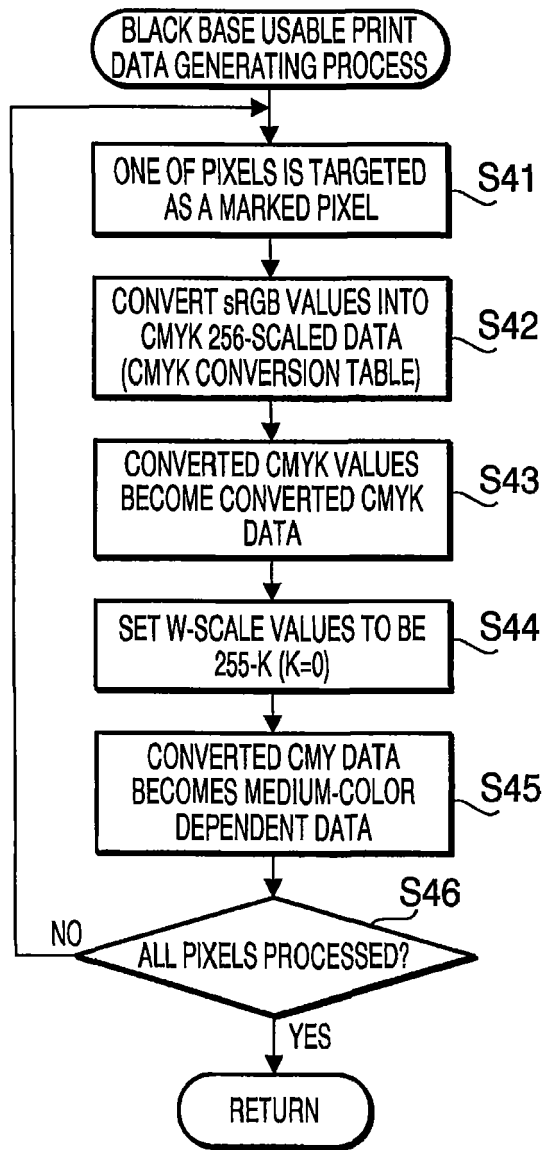 BLACK BASE USABLE PRINT
DATA GENERATING PROCESS
ONE OF PIXELS IS TARGETED
AS A MARKED PIXEL
S41
CONVERT sRGB VALUES INTO
CMYK 256-SCALED DATA
(CMYK CONVERSION TABLE)
S42
CONVERTED CMYK VALUES
BECOME CONVERTED CMYK
DATA
S43
SET W-SCALE VALUES TO BE
255-K (K=0)
S44
CONVERTED CMY DATA
BECOMES MEDIUM-COLOR
DEPENDENT DATA
S45
S46
NO
ALL PIXELS PROCESSED?
YES
RETURN